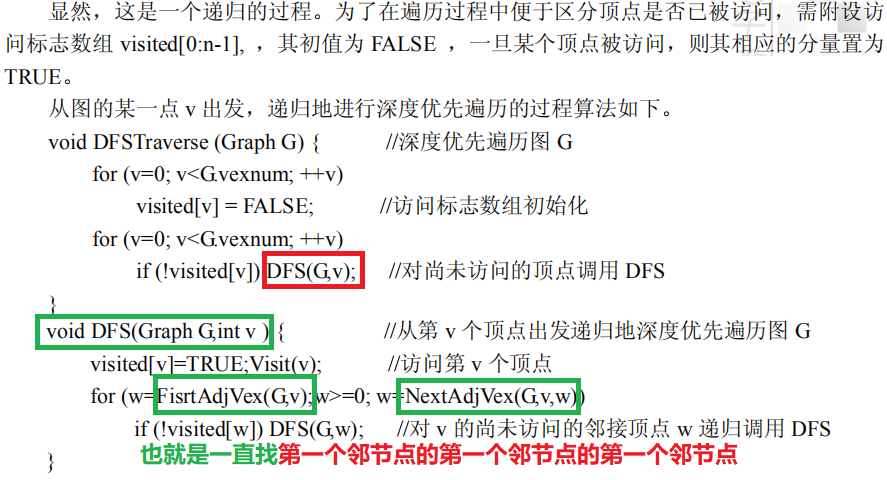 显然，这是一个递归的过程。为了在遍历过程中便于区分顶点是否已被访问，需附设访
问标志数组 visited[0:n-1], ，其初值为 FALSE ，一旦某个顶点被访问，则其相应的分量置为
TRUE。
从图的某一点 v 出发，递归地进行深度优先遍历的过程算法如下。
void DFSTraverse (Graph G) { //深度优先遍历图 G
for (v=0; v<G.vexnum; ++v)
visited[v] = FALSE; //访问标志数组初始化
for (v=0; v<G.vexnum; ++v)
if (!visited[v]) DFS(G,v); //对尚未访问的顶点调用 DFS
}
void DFS(Graph G,int v ) { //从第 v 个顶点出发递归地深度优先遍历图 G
visited[v]=TRUE;Visit(v); //访问第 v 个顶点
for (w=FisrtAdjVex(G,v);w>=0; w=NextAdjVex(G,v,w))
if (!visited[w]) DFS(G,w); //对 v 的尚未访问的邻接顶点 w 递归调用 DFS
也就是一直找第一个邻节点的第一个邻节点的第一个邻节点
}